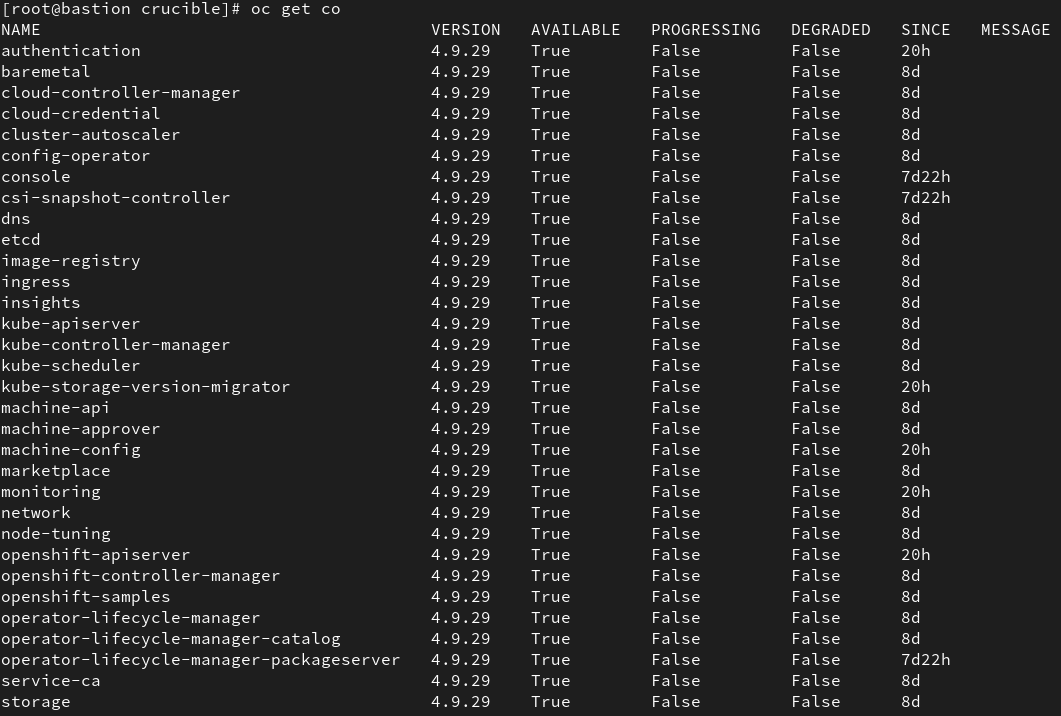 [root@bastion crucible]# oc get co
NAME                                       VERSION   AVAILABLE   PROGRESSING   DEGRADED   SINCE   MESSAGE
authentication                             4.9.29    True        False         False      20h
baremetal                                  4.9.29    True        False         False      8d
cloud-controller-manager                   4.9.29    True        False         False      8d
cloud-credential                           4.9.29    True        False         False      8d
cluster-autoscaler                         4.9.29    True        False         False      8d
config-operator                            4.9.29    True        False         False      8d
console                                    4.9.29    True        False         False      7d22h
csi-snapshot-controller                    4.9.29    True        False         False      7d22h
dns                                        4.9.29    True        False         False      8d
etcd                                       4.9.29    True        False         False      8d
image-registry                             4.9.29    True        False         False      8d
ingress                                    4.9.29    True        False         False      8d
insights                                   4.9.29    True        False         False      8d
kube-apiserver                             4.9.29    True        False         False      8d
kube-controller-manager                    4.9.29    True        False         False      8d
kube-scheduler                             4.9.29    True        False         False      8d
kube-storage-version-migrator              4.9.29    True        False         False      20h
machine-api                                4.9.29    True        False         False      8d
machine-approver                           4.9.29    True        False         False      8d
machine-config                             4.9.29    True        False         False      20h
marketplace                                4.9.29    True        False         False      8d
monitoring                                 4.9.29    True        False         False      20h
network                                    4.9.29    True        False         False      8d
node-tuning                                4.9.29    True        False         False      8d
openshift-apiserver                        4.9.29    True        False         False      20h
openshift-controller-manager               4.9.29    True        False         False      8d
openshift-samples                          4.9.29    True        False         False      8d
operator-lifecycle-manager                 4.9.29    True        False         False      8d
operator-lifecycle-manager-catalog         4.9.29    True        False         False      8d
operator-lifecycle-manager-packageserver   4.9.29    True        False         False      7d22h
service-ca                                 4.9.29    True        False         False      8d
storage                                    4.9.29    True        False         False      8d